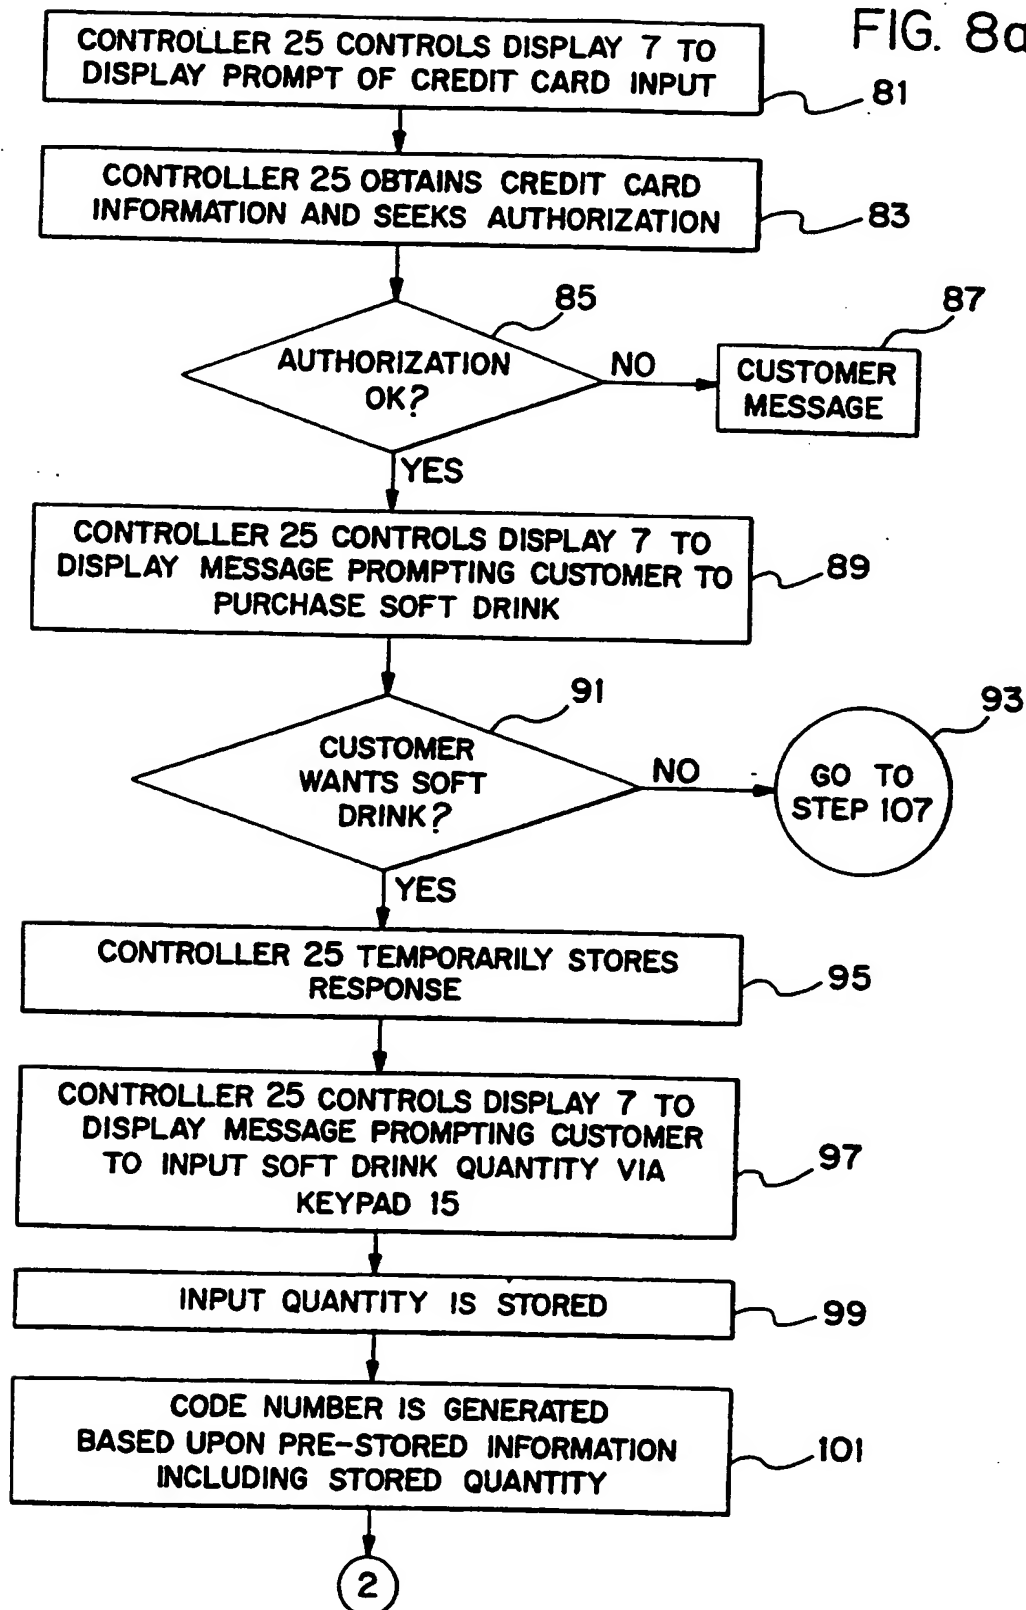 FIG. 8a
CONTROLLER 25 CONTROLS DISPLAY 7 TO
DISPLAY PROMPT OF CREDIT CARD INPUT
81
CONTROLLER 25 OBTAINS CREDIT CARD
INFORMATION AND SEEKS AUTHORIZATION
83
85
AUTHORIZATION
OK?
NO
87
CUSTOMER
MESSAGE
YES
CONTROLLER 25 CONTROLS DISPLAY 7 TO
DISPLAY MESSAGE PROMPTING CUSTOMER TO
PURCHASE SOFT DRINK
89
91
CUSTOMER
WANTS SOFT
DRINK?
NO
93
GO TO
STEP 107
YES
CONTROLLER 25 TEMPORARILY STORES
RESPONSE
95
CONTROLLER 25 CONTROLS DISPLAY 7 TO
DISPLAY MESSAGE PROMPTING CUSTOMER
TO INPUT SOFT DRINK QUANTITY VIA
KEYPAD 15
97
INPUT QUANTITY IS STORED
99
CODE NUMBER IS GENERATED
BASED UPON PRE-STORED INFORMATION
INCLUDING STORED QUANTITY
101
2